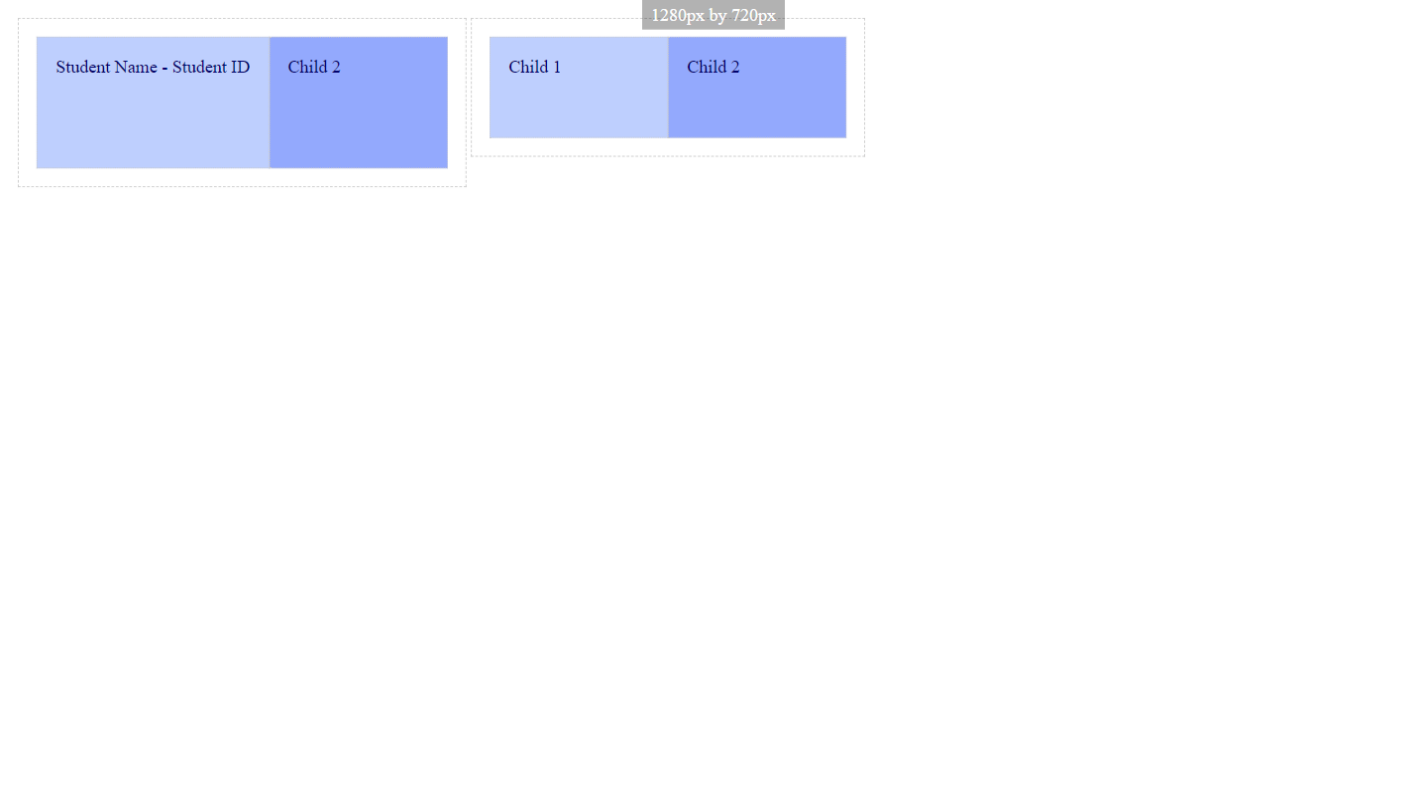 1280px by 720px
Student Name - Student ID
Child 2
Child 1
Child 2